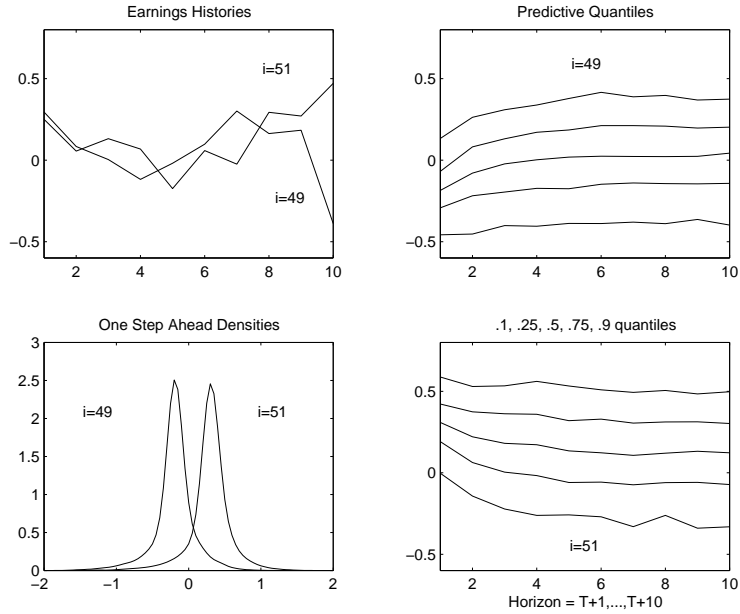 Earnings Histories
i=51
i=49
0.5
0
−0.5
2 4 6 8 10
Predictive Quantiles
i=49
0.5
0
−0.5
2 4 6 8 10
One Step Ahead Densities
i=49
i=51
3
2.5
2
1.5
1
0.5
0
−2 −1 0 1 2
.1, .25, .5, .75, .9 quantiles
0.5
0
−0.5
i=51
2 4 6 8 10
Horizon = T+1,...,T+10